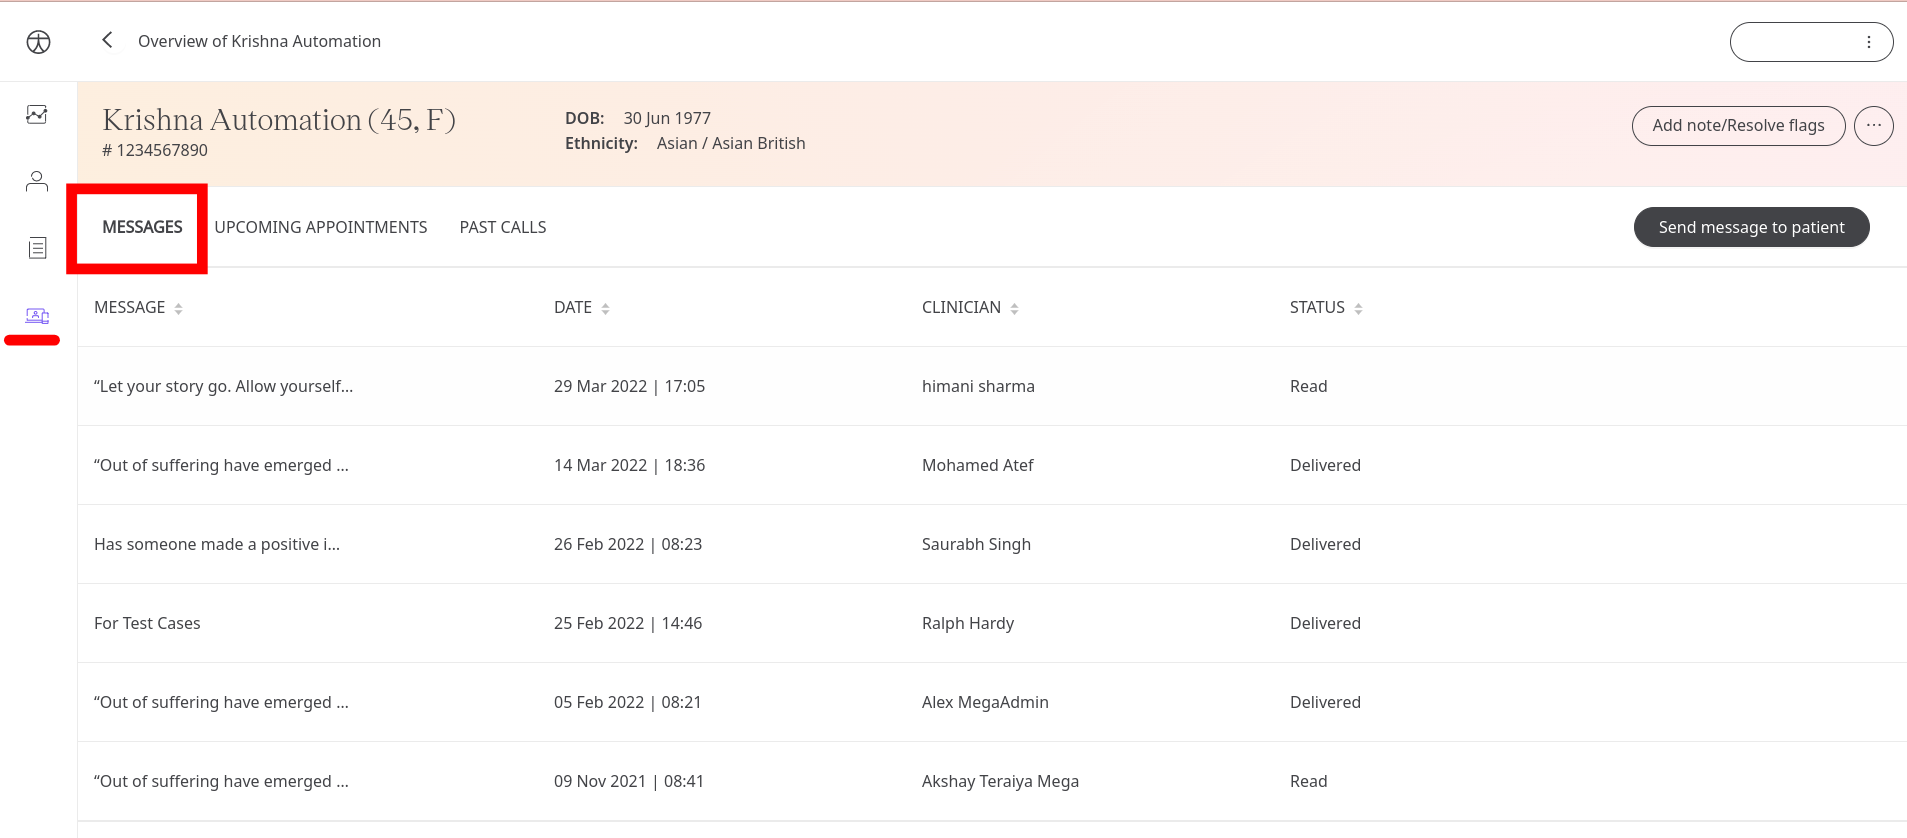 Overview of Krishna Automation
Krishna Automation (45, F)
# 1234567890
DOB: 30 Jun 1977
Ethnicity: Asian / Asian British
Add note/Resolve flags
MESSAGES UPCOMING APPOINTMENTS PAST CALLS
Send message to patient
MESSAGE DATE CLINICIAN STATUS
“Let your story go. Allow yourself... 29 Mar 2022 | 17:05 himani sharma Read
“Out of suffering have emerged ... 14 Mar 2022 | 18:36 Mohamed Atef Delivered
Has someone made a positive i... 26 Feb 2022 | 08:23 Saurabh Singh Delivered
For Test Cases 25 Feb 2022 | 14:46 Ralph Hardy Delivered
“Out of suffering have emerged ... 05 Feb 2022 | 08:21 Alex MegaAdmin Delivered
“Out of suffering have emerged ... 09 Nov 2021 | 08:41 Akshay Teraiya Mega Read